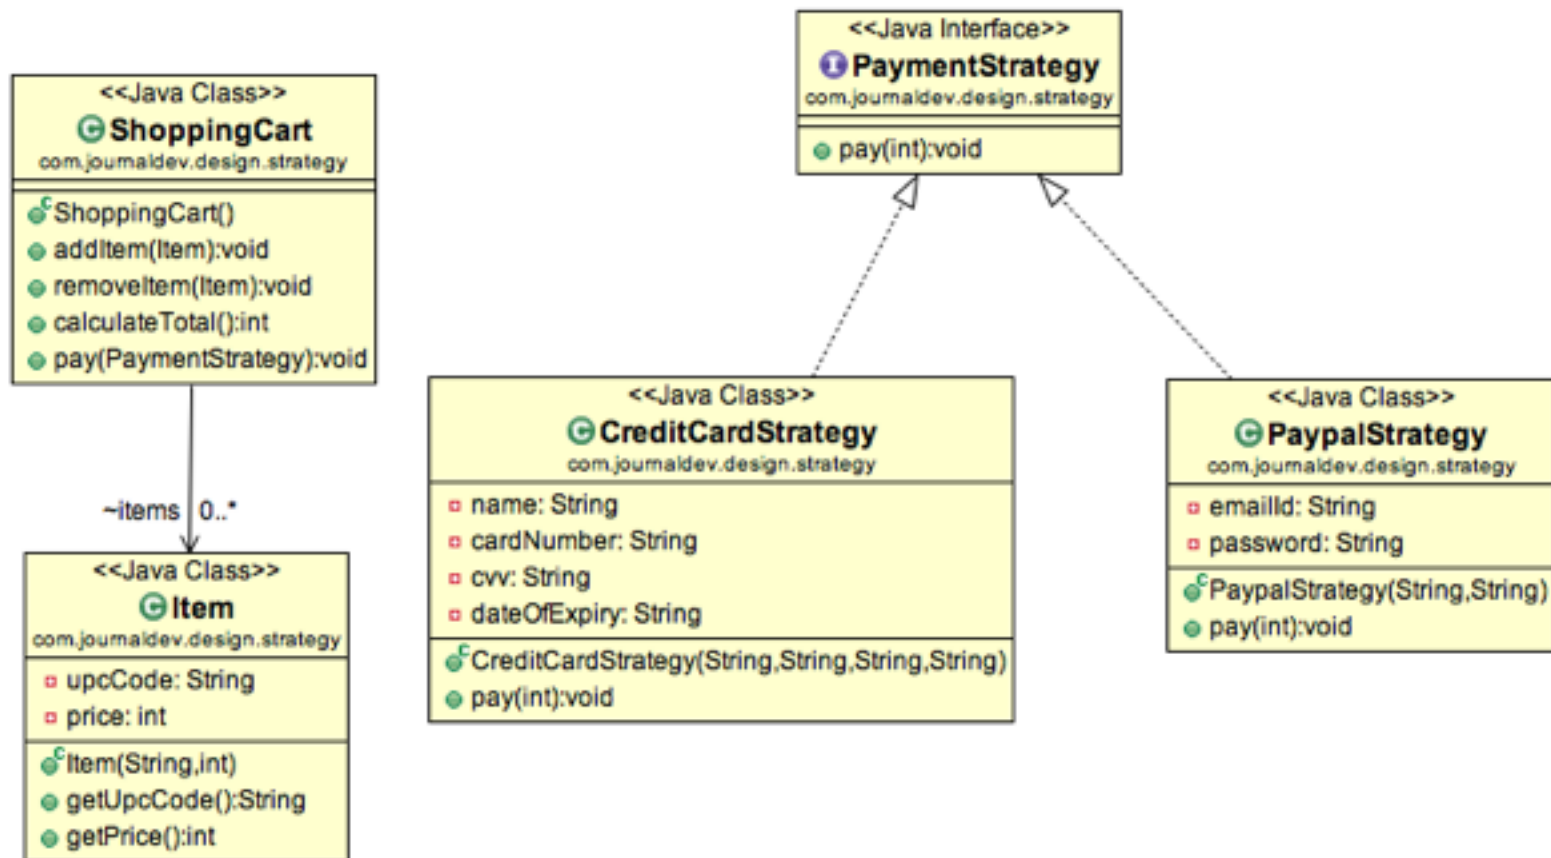 <<Java Class>>
ShoppingCart
com.journaldev.design.strategy
ShoppingCart()
addItem(Item):void
removeItem(Item):void
calculateTotal():int
pay(PaymentStrategy):void
~items 0..*
<<Java Class>>
Item
com.journaldev.design.strategy
upcCode: String
price: int
Item(String,int)
getUpcCode():String
getPrice():int
<<Java Interface>>
PaymentStrategy
com.journaldev.design.strategy
pay(int):void
<<Java Class>>
CreditCardStrategy
com.journaldev.design.strategy
name: String
cardNumber: String
cvv: String
dateOfExpiry: String
CreditCardStrategy(String,String,String,String)
pay(int):void
<<Java Class>>
PaypalStrategy
com.journaldev.design.strategy
emailId: String
password: String
PaypalStrategy(String,String)
pay(int):void